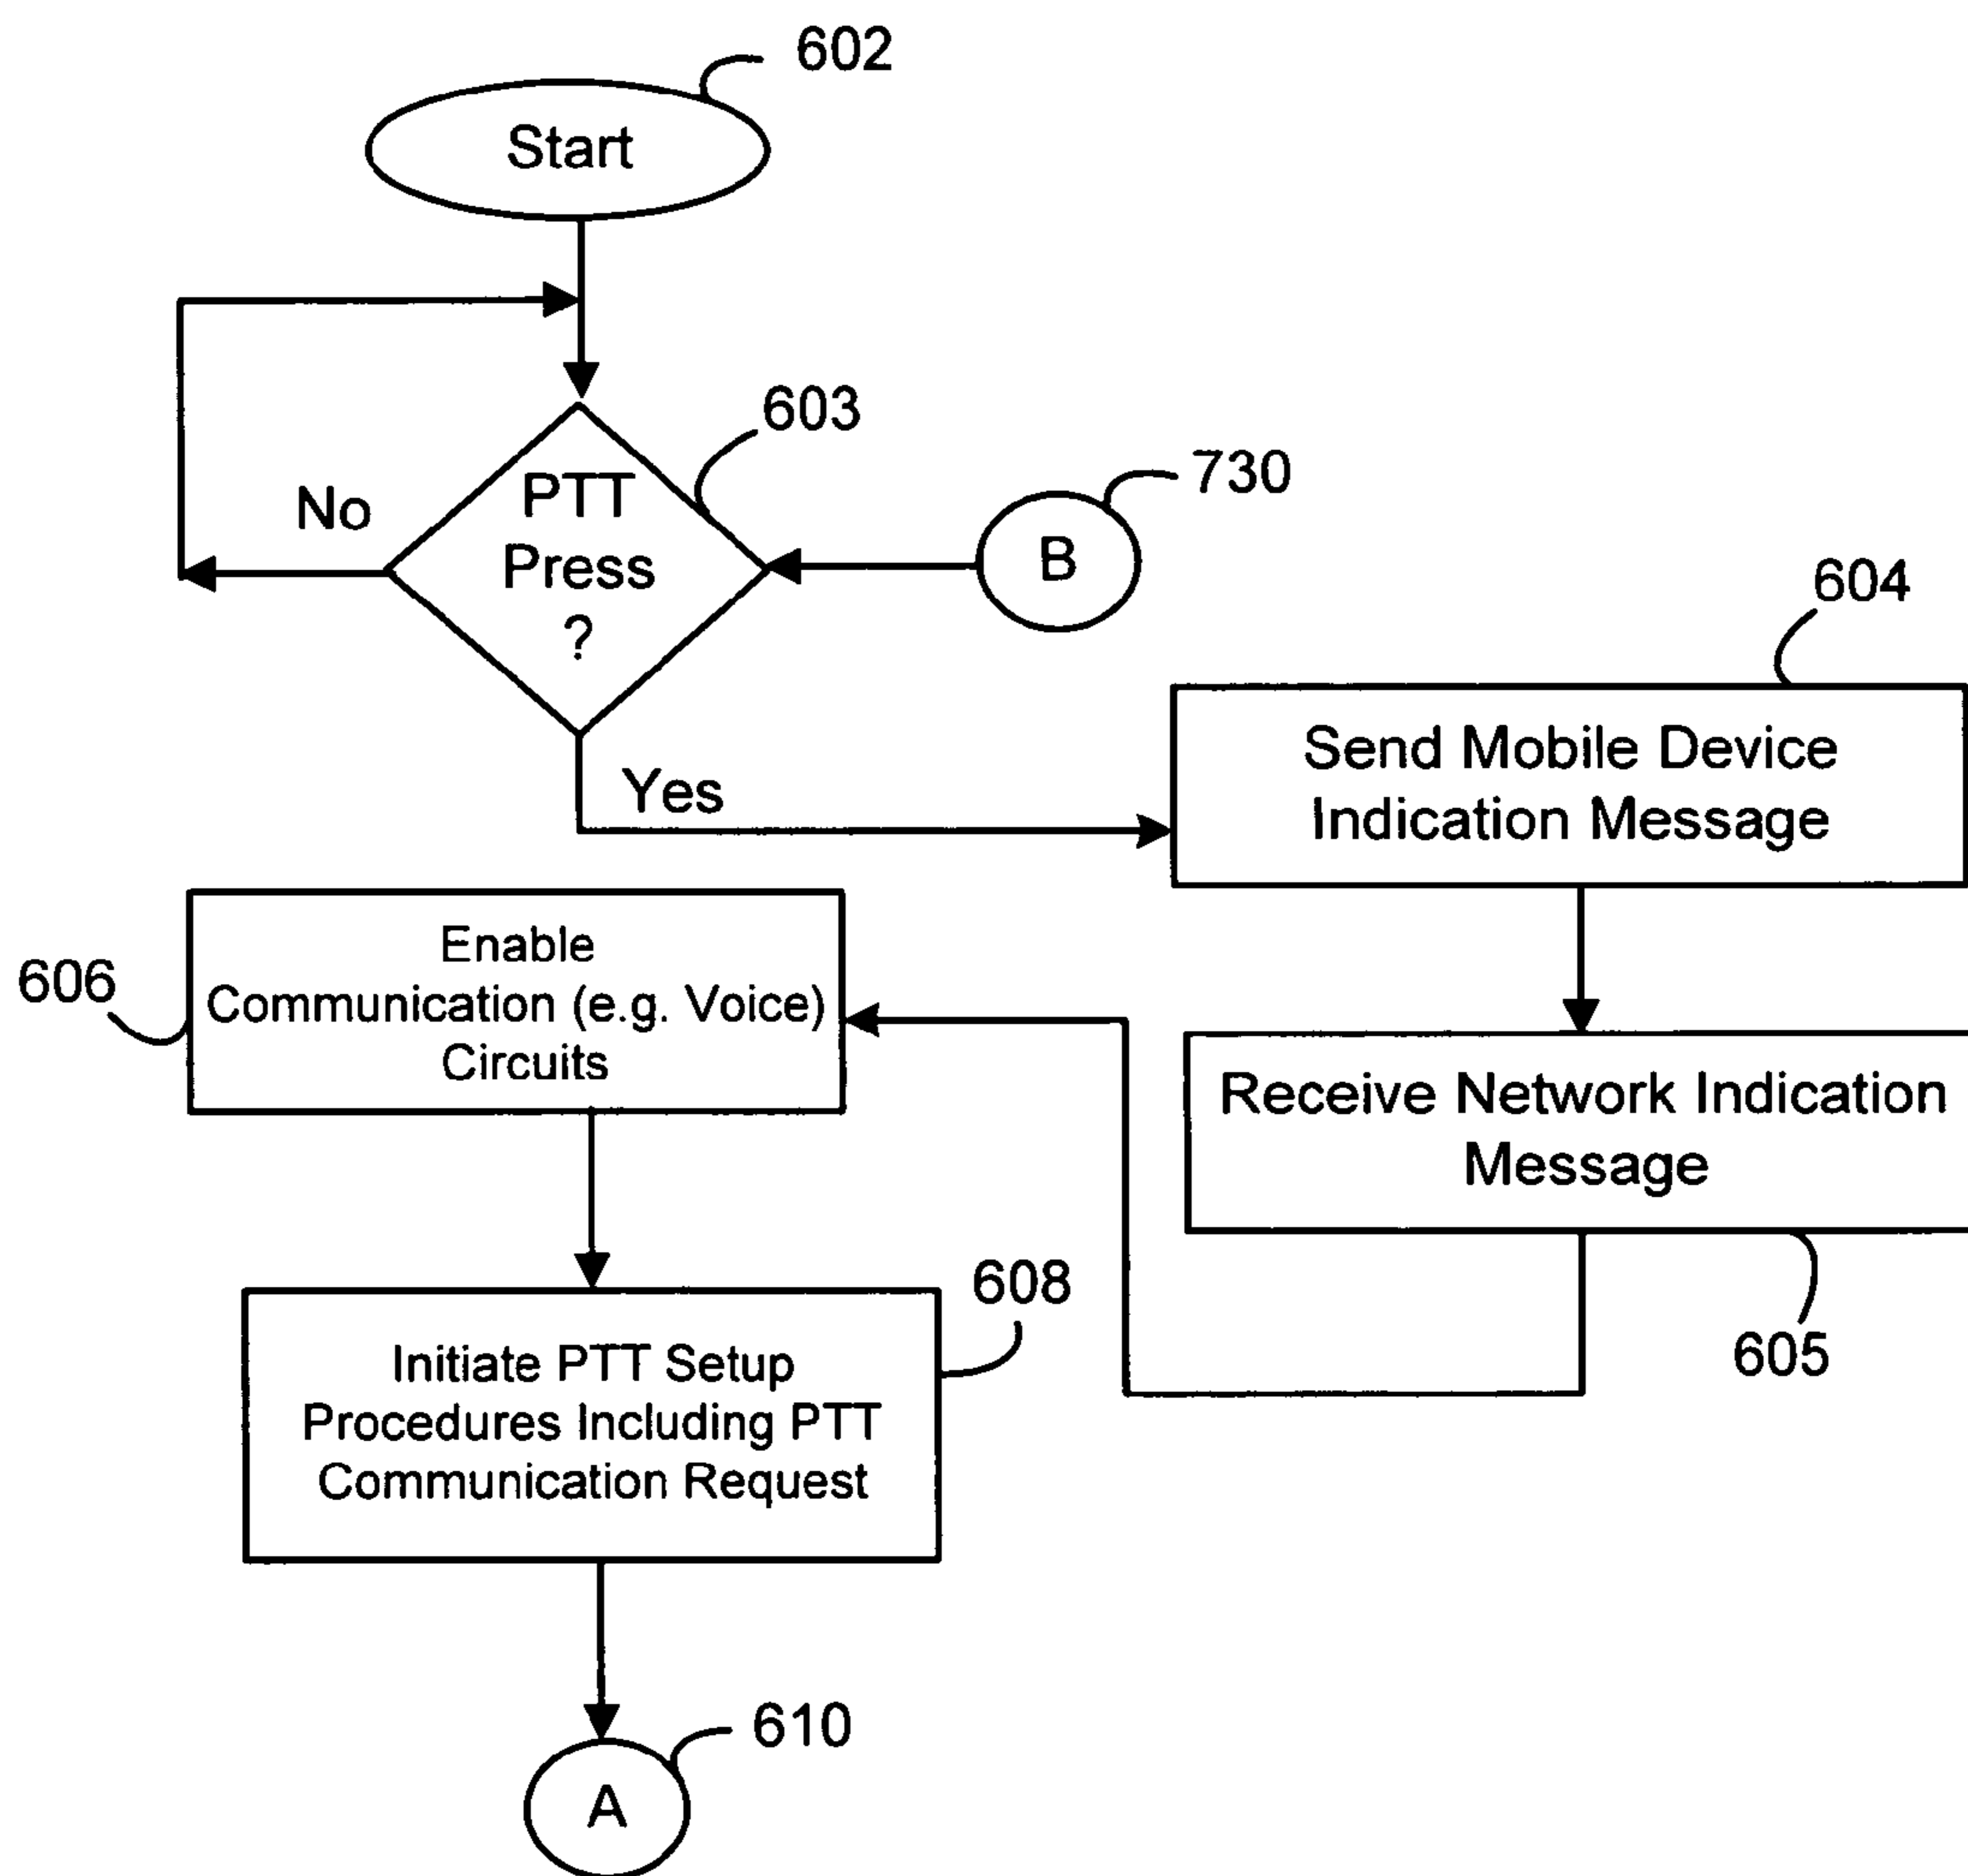 602
Start
603
PTT
Press
?
No
730
B
604
Yes
Send Mobile Device
Indication Message
606
Enable
Communication (e.g. Voice)
Circuits
Receive Network Indication
Message
605
608
Initiate PTT Setup
Procedures Including PTT
Communication Request
610
A